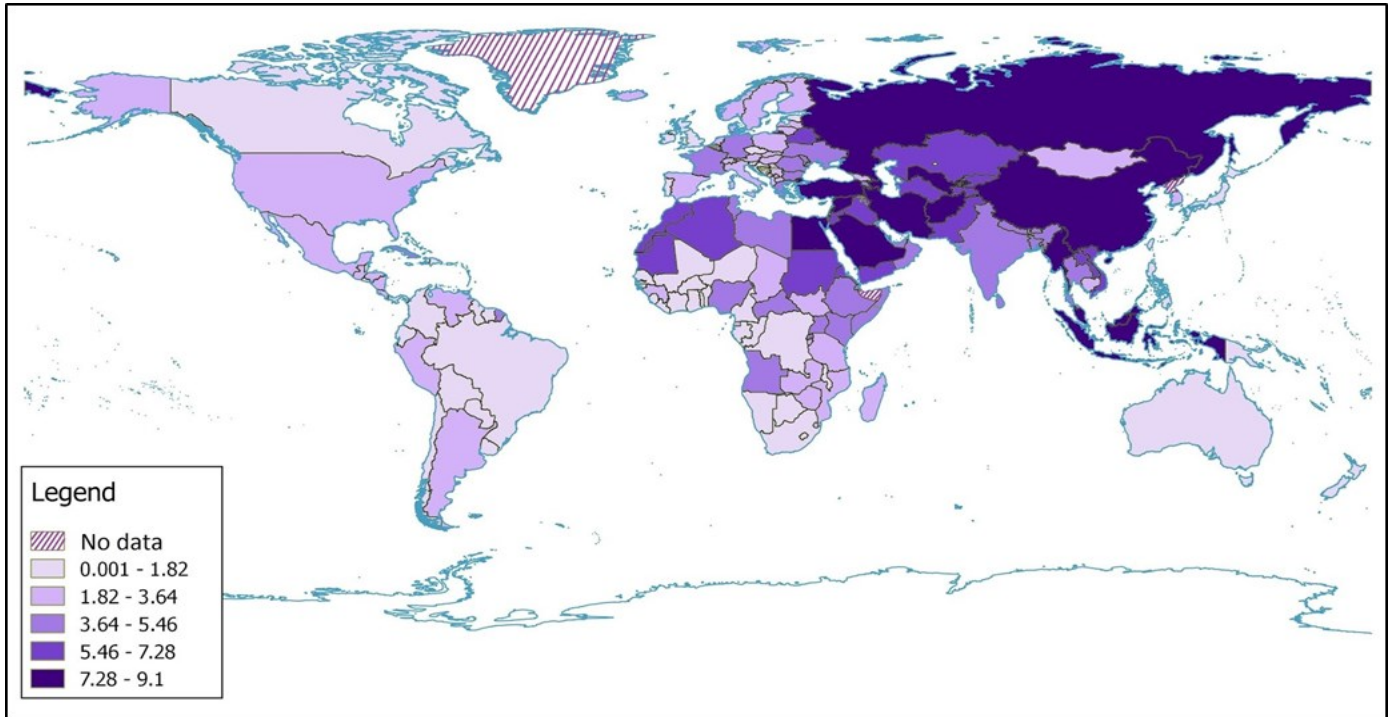 Legend
No data
0.001 - 1.82
1.82 - 3.64
3.64 - 5.46
5.46 - 7.28
7.28 - 9.1